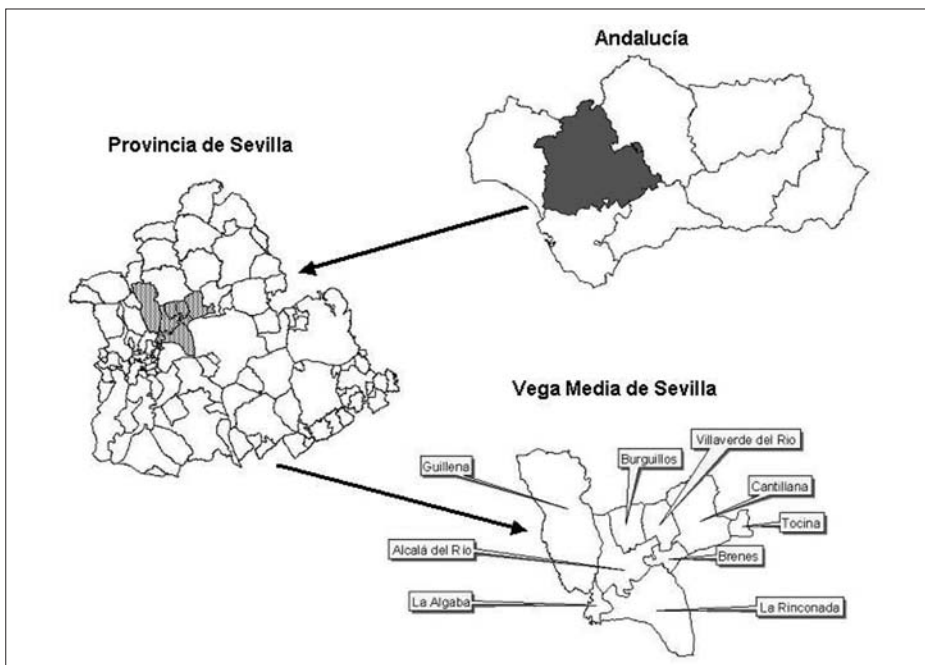 Andalucía
Provincia de Sevilla
Vega Media de Sevilla
Villaverde del Rio
Burguillos
Guillena
Cantillana
Tocina
Alcalá del Río
Brenes
La Algaba
La Rinconada